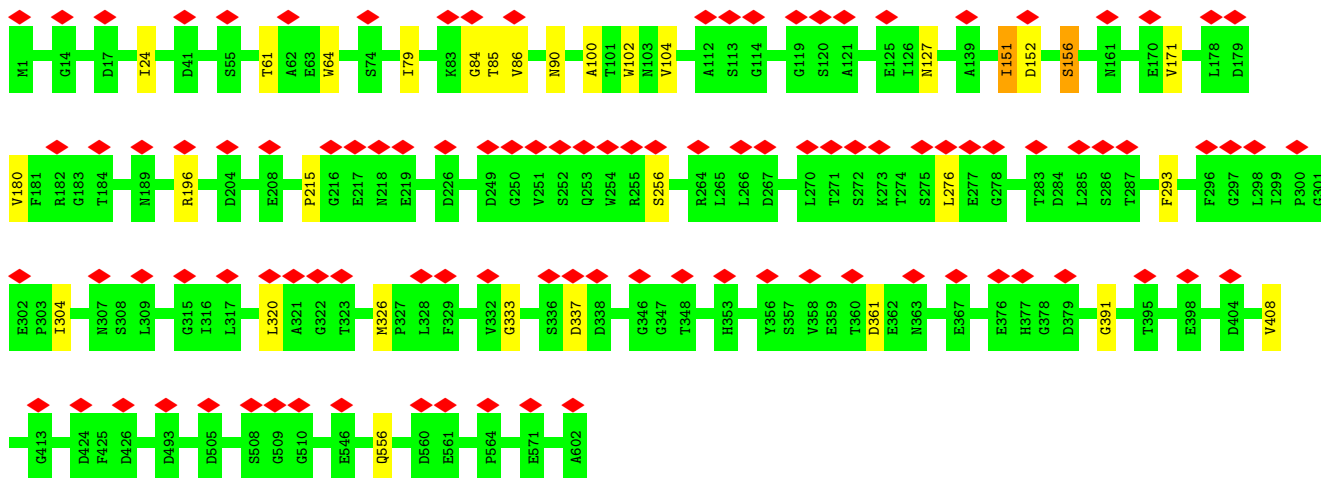 M1 G14 D17 I24 D41 S55 T61 A62 E63 W64 S74 I79 K83 G84 T85 V86 N90 A100 T101 W102 N103 V104 A112 S113 G114 G119 S120 A121 E125 I126 N127 A139 I151 D152 S156 N161 E170 V171 L178 D179
V180 F181 R182 G183 T184 N189 R196 D204 E208 P215 G216 E217 N218 E219 D226 D249 G250 V251 S252 Q253 W254 R255 S256 R264 L265 L266 D267 L270 T271 S272 K273 T274 S275 L276 E277 G278 T283 D284 L285 S286 T287 F293 F296 G297 L298 I299 P300 G301
E302 P303 I304 N307 S308 L309 G315 I316 L317 L320 A321 G322 T323 M326 P327 L328 F329 V332 G333 S336 D337 D338 G346 G347 T348 H353 Y356 S357 V358 E359 T360 D361 E362 N363 E367 E376 H377 G378 D379 G391 T395 E398 D404 V408
G413 D424 F425 D426 D493 D505 S508 G509 G510 E546 Q556 D560 E561 P564 E571 A602